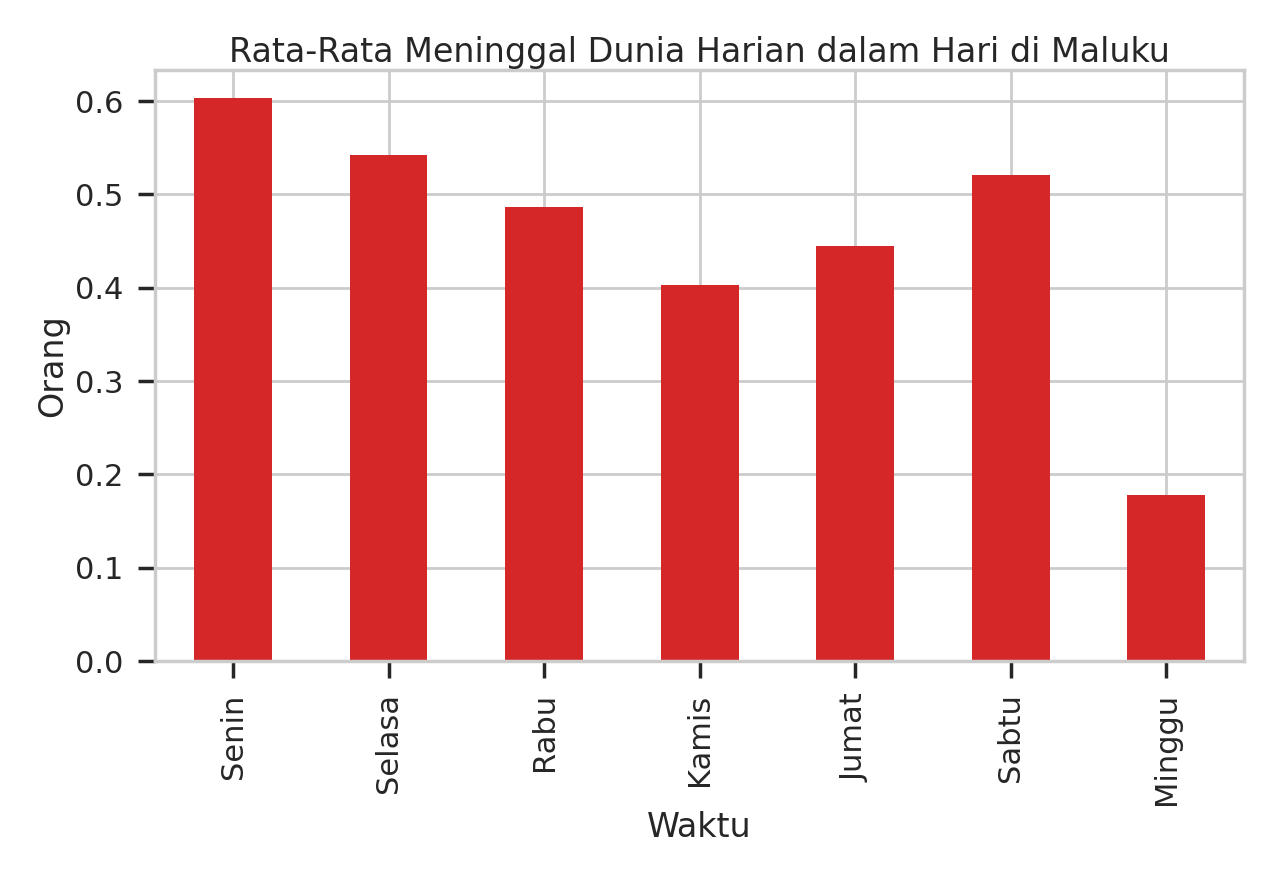 Rata-Rata Meninggal Dunia Harian dalam Hari di Maluku
0.6
0.5
0.4
0.3
0.2
0.1
0.0
Orang
Senin
Selasa
Rabu
Kamis
Jumat
Sabtu
Minggu
Waktu